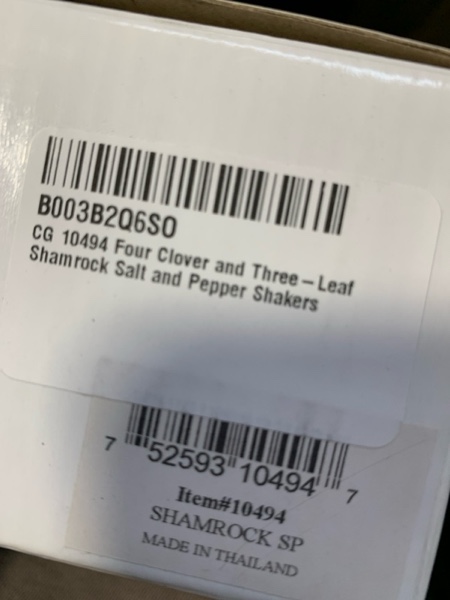 B003B2Q6SO
CG 10494 Four Clover and Three-Leaf
Shamrock Salt and Pepper Shakers
7 52593 10494 7
Item#10494
SHAMROCK SP
MADE IN THAILAND